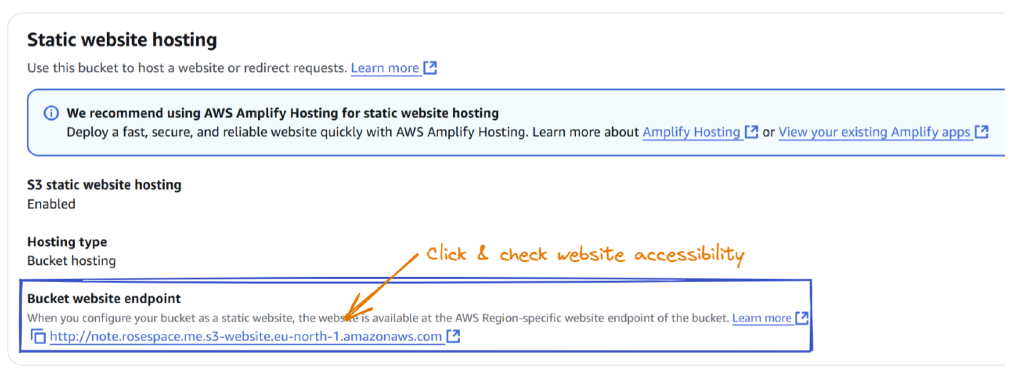 Static website hosting
Use this bucket to host a website or redirect requests. Learn more
We recommend using AWS Amplify Hosting for static website hosting
Deploy a fast, secure, and reliable website quickly with AWS Amplify Hosting. Learn more about Amplify Hosting or View your existing Amplify apps
S3 static website hosting
Enabled
Hosting type
Bucket hosting
Click & check website accessibility
Bucket website endpoint
When you configure your bucket as a static website, the website is available at the AWS Region-specific website endpoint of the bucket. Learn more
http://note.rosespace.me.s3-website.eu-north-1.amazonaws.com